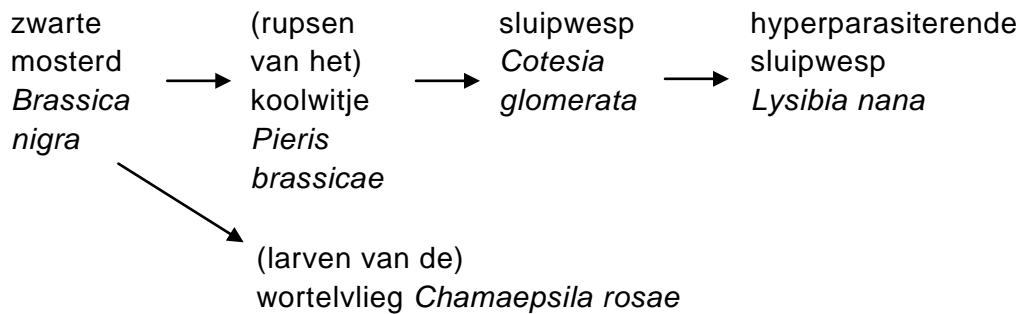 zwarte
mosterd
Brassica
nigra
(rupsen
van het)
koolwitje
Pieris
brassicae
sluipwesp
Cotesia
glomerata
hyperparasiterende
sluipwesp
Lysibia nana
(larven van de)
wortelvlieg Chamaepsila rosae